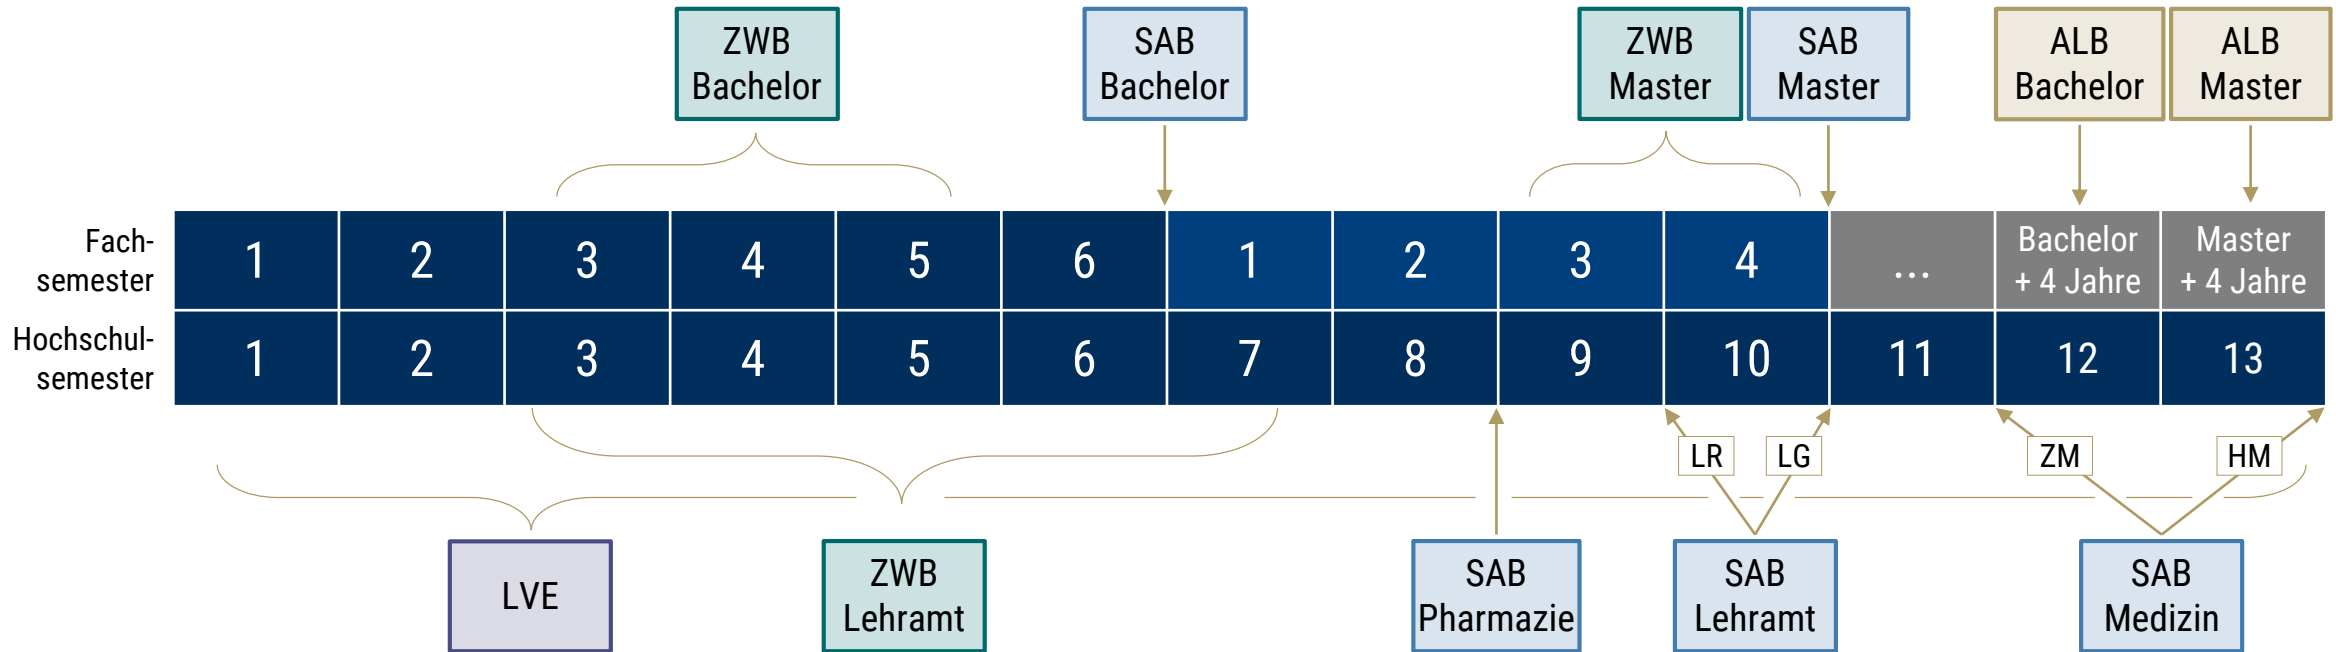 ZWB
Bachelor
SAB
Bachelor
ZWB
Master
SAB
Master
ALB
Bachelor
ALB
Master
Fach-
semester
1 2 3 4 5 6 1 2 3 4 ...
Bachelor
+ 4 Jahre
Master
+ 4 Jahre
Hochschul-
semester
1 2 3 4 5 6 7 8 9 10 11 12 13
LR LG ZM HM
LVE
ZWB
Lehramt
SAB
Pharmazie
SAB
Lehramt
SAB
Medizin